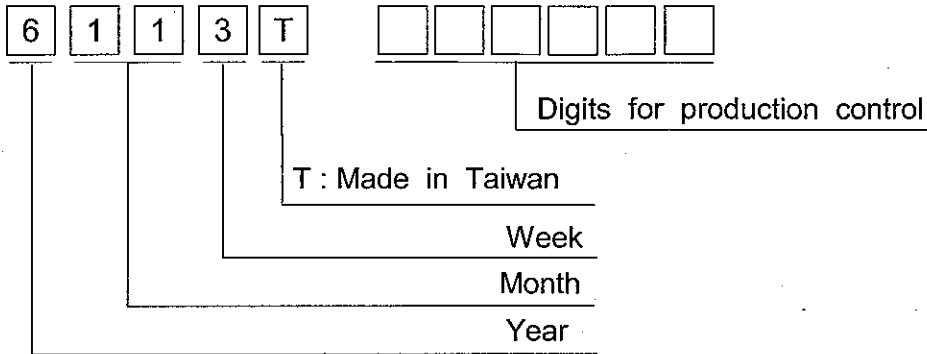 6 1 1 3 T
Digits for production control
T : Made in Taiwan
Week
Month
Year